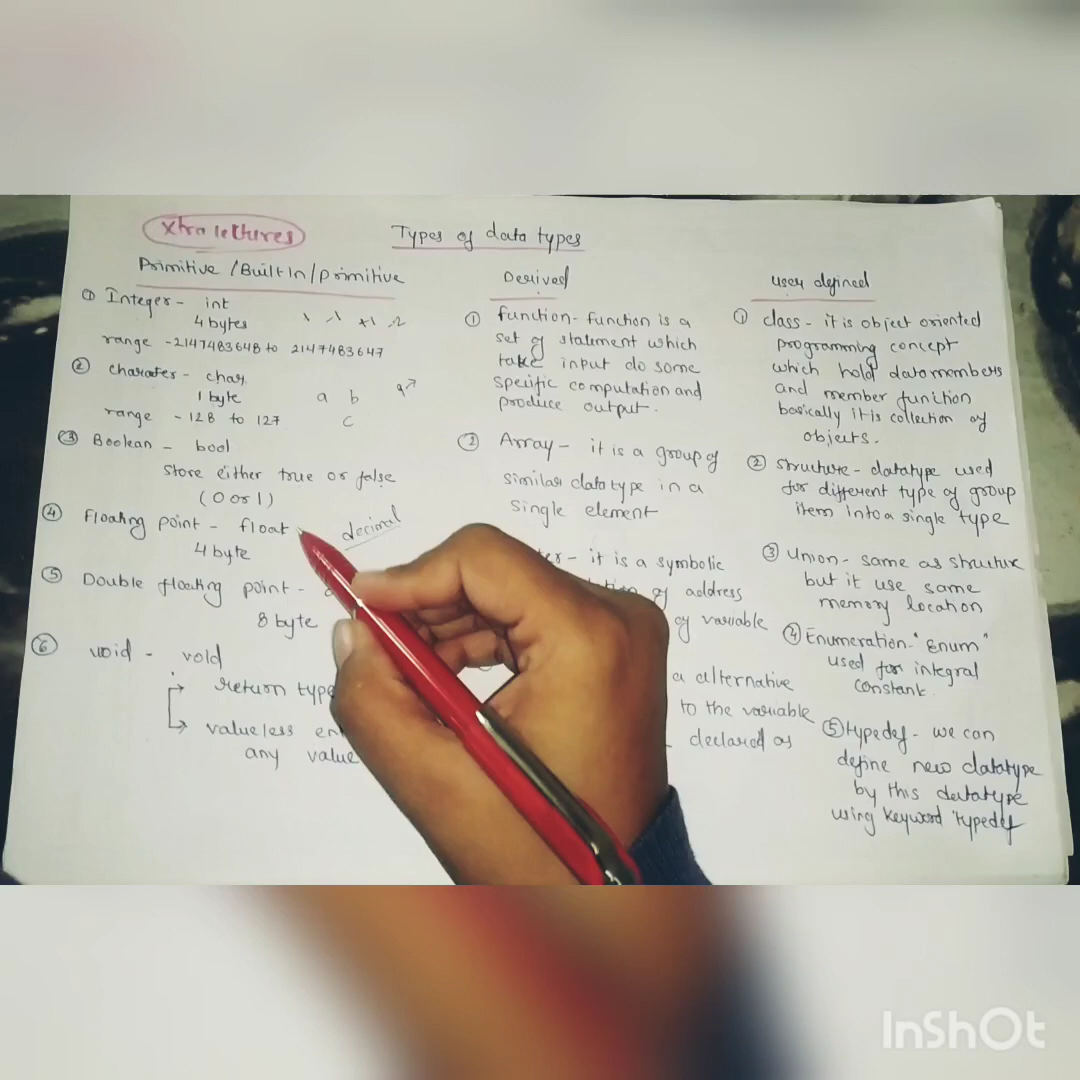 xtra lectures
Types of data types
Primitive /Built In/primitive
① Integer - int
4 bytes
range -2147483648 to 2147483647
② charater - char
1 byte
a b
c
range -128 to 127
③ Boolean - bool
store either true or false
(0 or 1)
④ floating point - float
decimal
4 byte
⑤ Double floating point -
8 byte
⑥ void - void
return type
valueless
any value
Derived
① function - function is a
set of statement which
take input do some
specific computation and
produce output.
② Array - it is a group of
similar datatype in a
single element
it is a symbolic
of address
of variable
a alternative
to the variable
declared as
user defined
① class - it is object oriented
programming concept
which hold datamembers
and member function
basically it is collection of
objects.
② structure - datatype used
for different type of group
item into a single type
③ Union - same as structure
but it use same
memory location
④ Enumeration - "enum"
used for integral
constant.
⑤ typedef - we can
define new datatype
by this datatype
using keyword 'typedef
InShOt